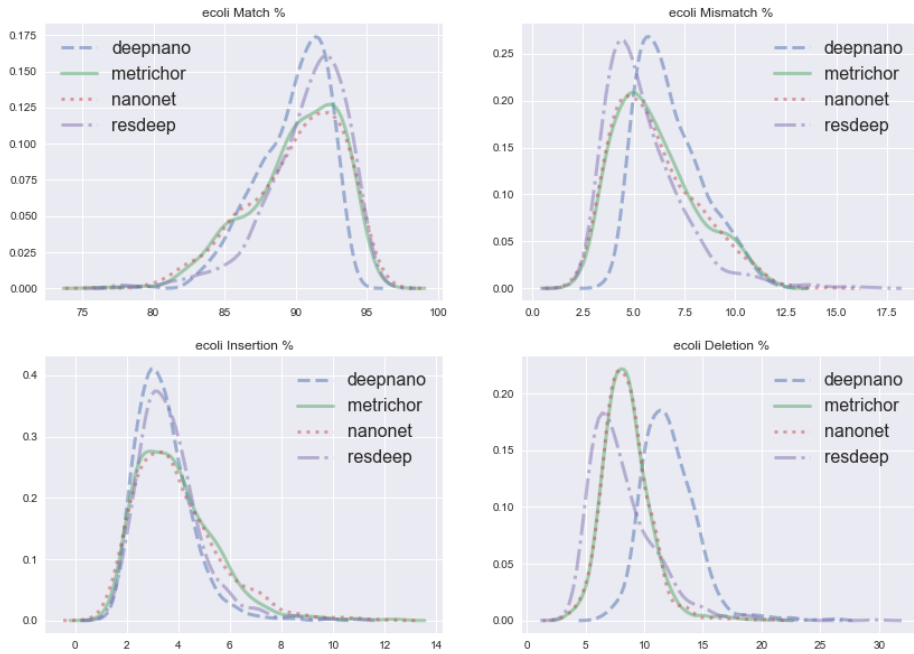 ecoli Match %
0.175
0.150
0.125
0.100
0.075
0.050
0.025
0.000
deepnano
metrichor
nanonet
resdeep
75 80 85 90 95 100
ecoli Mismatch %
0.25
0.20
0.15
0.10
0.05
0.00
deepnano
metrichor
nanonet
resdeep
0.0 2.5 5.0 7.5 10.0 12.5 15.0 17.5
ecoli Insertion %
0.4
0.3
0.2
0.1
0.0
deepnano
metrichor
nanonet
resdeep
0 2 4 6 8 10 12 14
ecoli Deletion %
0.20
0.15
0.10
0.05
0.00
deepnano
metrichor
nanonet
resdeep
0 5 10 15 20 25 30